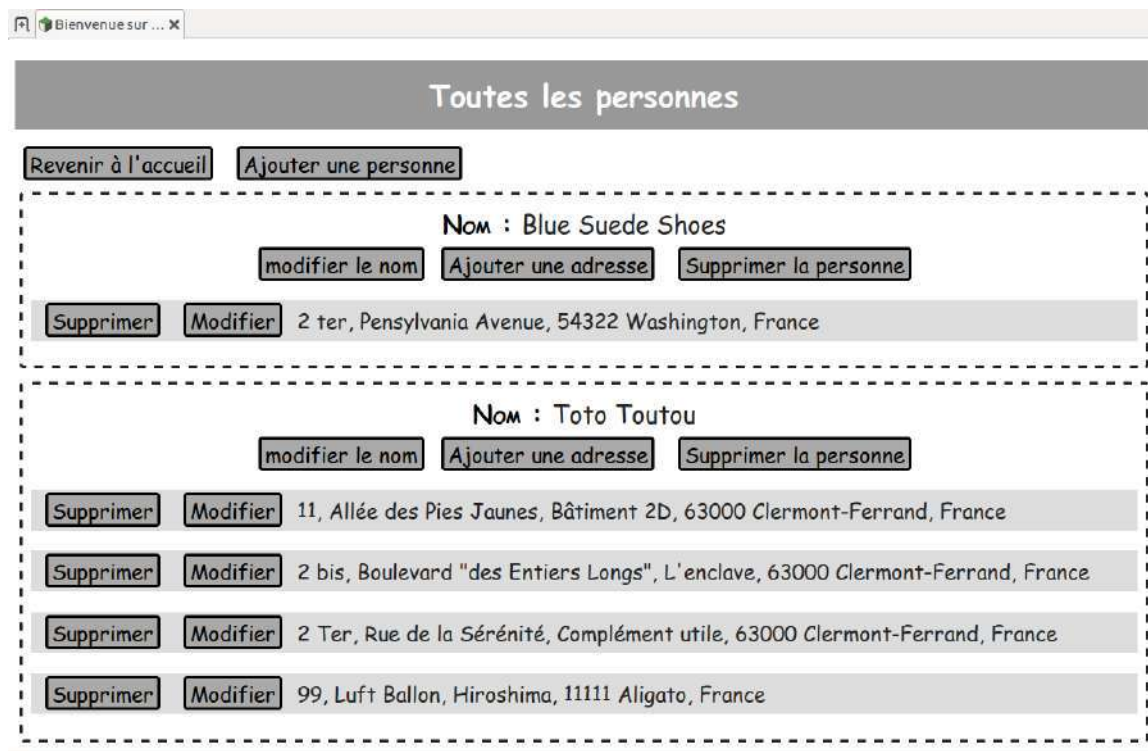 Bienvenue sur ...
Toutes les personnes
Revenir à l'accueil Ajouter une personne
Nom : Blue Suede Shoes
modifier le nom Ajouter une adresse Supprimer la personne
Supprimer Modifier 2 ter, Pensylvania Avenue, 54322 Washington, France
Nom : Toto Toutou
modifier le nom Ajouter une adresse Supprimer la personne
Supprimer Modifier 11, Allée des Pies Jaunes, Bâtiment 2D, 63000 Clermont-Ferrand, France
Supprimer Modifier 2 bis, Boulevard "des Entiers Longs", L'enclave, 63000 Clermont-Ferrand, France
Supprimer Modifier 2 Ter, Rue de la Sérénité, Complément utile, 63000 Clermont-Ferrand, France
Supprimer Modifier 99, Luft Ballon, Hiroshima, 11111 Aligato, France